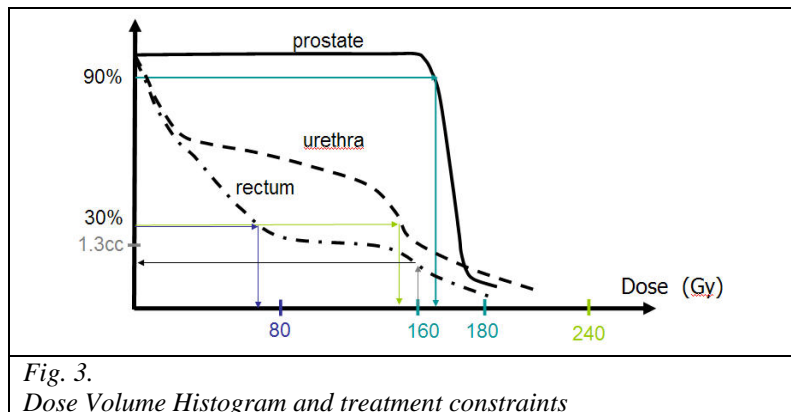 prostate
90%
urethra
rectum
30%
1.3cc
Dose (Gy)
80
160
180
240
Fig. 3.
Dose Volume Histogram and treatment constraints